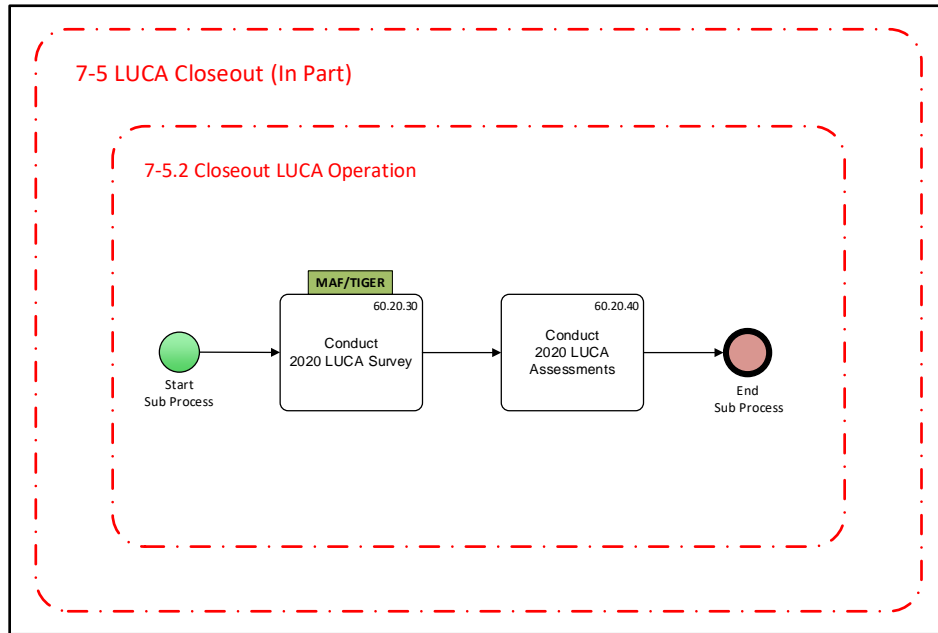 7-5 LUCA Closeout (In Part)
7-5.2 Closeout LUCA Operation
MAF/TIGER
60.20.30
Conduct
2020 LUCA Survey
60.20.40
Conduct
2020 LUCA
Assessments
Start
Sub Process
End
Sub Process